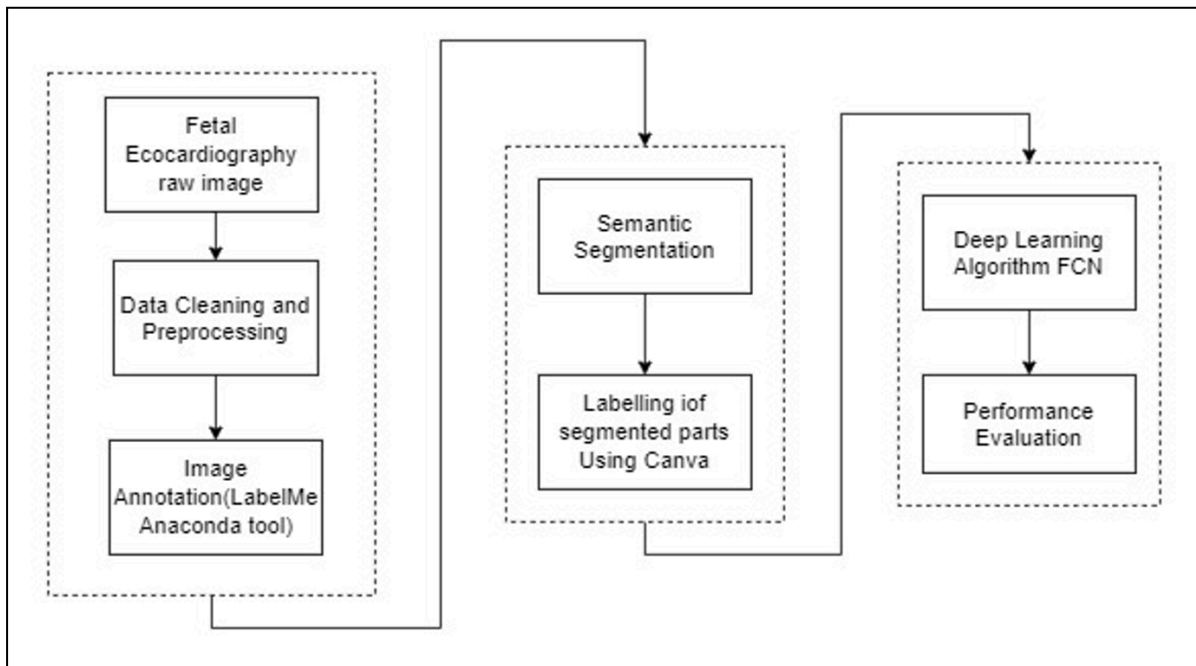 Fetal
Ecocardiography
raw image
Data Cleaning and
Preprocessing
Image
Annotation(LabelMe
Anaconda tool)
Semantic
Segmentation
Labelling iof
segmented parts
Using Canva
Deep Learning
Algorithm FCN
Performance
Evaluation